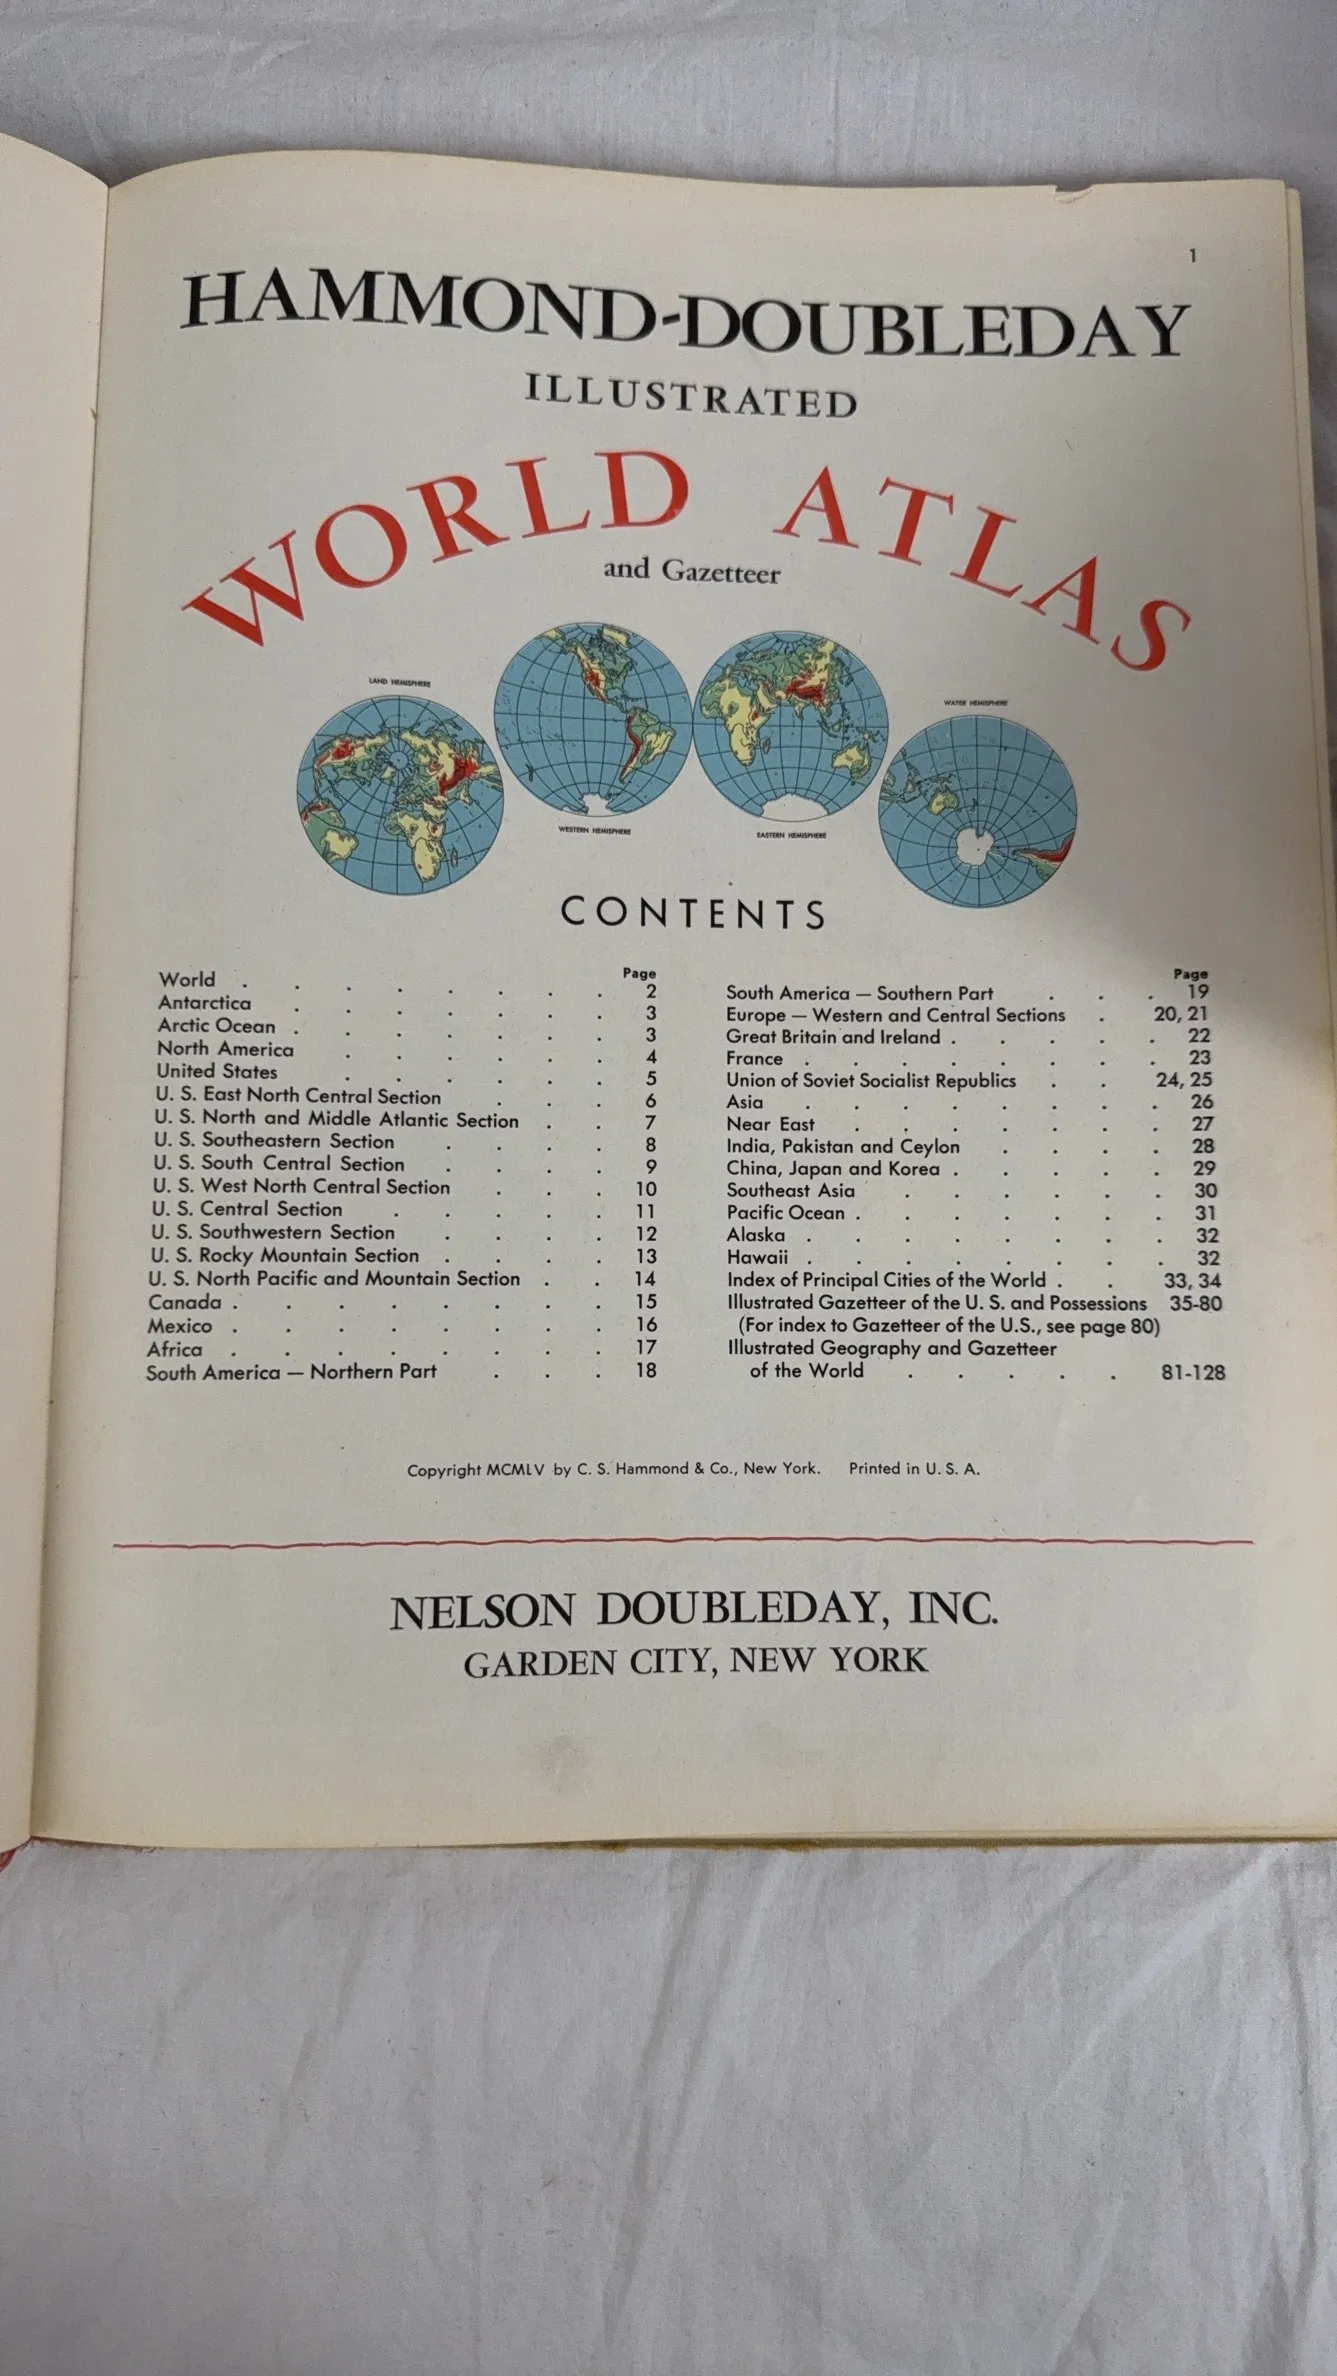 1
HAMMOND-DOUBLEDAY
ILLUSTRATED
WORLD ATLAS
and Gazetteer
LAND HEMISPHERE
WESTERN HEMISPHERE
EASTERN HEMISPHERE
WATER HEMISPHERE
CONTENTS
Page
World . . . . . . . . 2
Antarctica . . . . . . . 3
Arctic Ocean . . . . . . . 3
North America . . . . . . 4
United States . . . . . . 5
U. S. East North Central Section . . . 6
U. S. North and Middle Atlantic Section . . 7
U. S. Southeastern Section . . . . 8
U. S. South Central Section . . . . 9
U. S. West North Central Section . . . 10
U. S. Central Section . . . . . 11
U. S. Southwestern Section . . . . 12
U. S. Rocky Mountain Section . . . . 13
U. S. North Pacific and Mountain Section . . 14
Canada . . . . . . . . 15
Mexico . . . . . . . . 16
Africa . . . . . . . . 17
South America — Northern Part . . . 18
Page
South America — Southern Part . . . 19
Europe — Western and Central Sections . 20, 21
Great Britain and Ireland . . . . . 22
France . . . . . . . . 23
Union of Soviet Socialist Republics . . 24, 25
Asia . . . . . . . . 26
Near East . . . . . . . 27
India, Pakistan and Ceylon . . . . 28
China, Japan and Korea . . . . . 29
Southeast Asia . . . . . . 30
Pacific Ocean . . . . . . . 31
Alaska . . . . . . . . 32
Hawaii . . . . . . . . 32
Index of Principal Cities of the World . . 33, 34
Illustrated Gazetteer of the U. S. and Possessions 35-80
(For index to Gazetteer of the U.S., see page 80)
Illustrated Geography and Gazetteer
of the World . . . . . 81-128
Copyright MCMLV by C. S. Hammond & Co., New York. Printed in U. S. A.
NELSON DOUBLEDAY, INC.
GARDEN CITY, NEW YORK